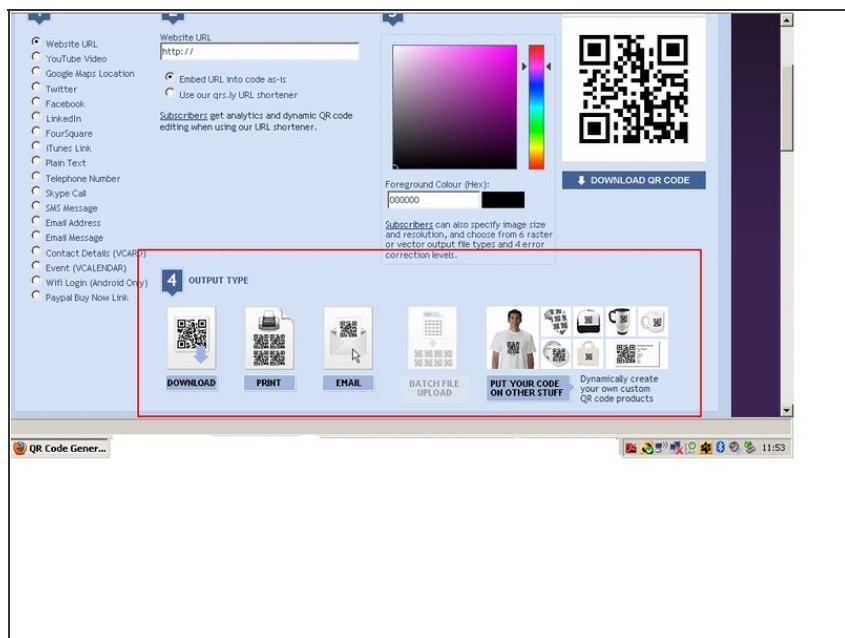 2
Website URL
YouTube Video
Google Maps Location
Twitter
Facebook
LinkedIn
FourSquare
iTunes Link
Plain Text
Telephone Number
Skype Call
SMS Message
Email Address
Email Message
Contact Details (VCARD)
Event (VCALENDAR)
Wifi Login (Android Only)
Paypal Buy Now Link
Website URL
http://
Embed URL into code as-is
Use our qrs.ly URL shortener
Subscribers get analytics and dynamic QR code
editing when using our URL shortener.
Foreground Colour (Hex):
000000
Subscribers can also specify image size
and resolution, and choose from 6 raster
or vector output file types and 4 error
correction levels.
DOWNLOAD QR CODE
4 OUTPUT TYPE
DOWNLOAD
PRINT
EMAIL
BATCH FILE
UPLOAD
PUT YOUR CODE
ON OTHER STUFF
Dynamically create
your own custom
QR code products
QR Code Gener...
11:53